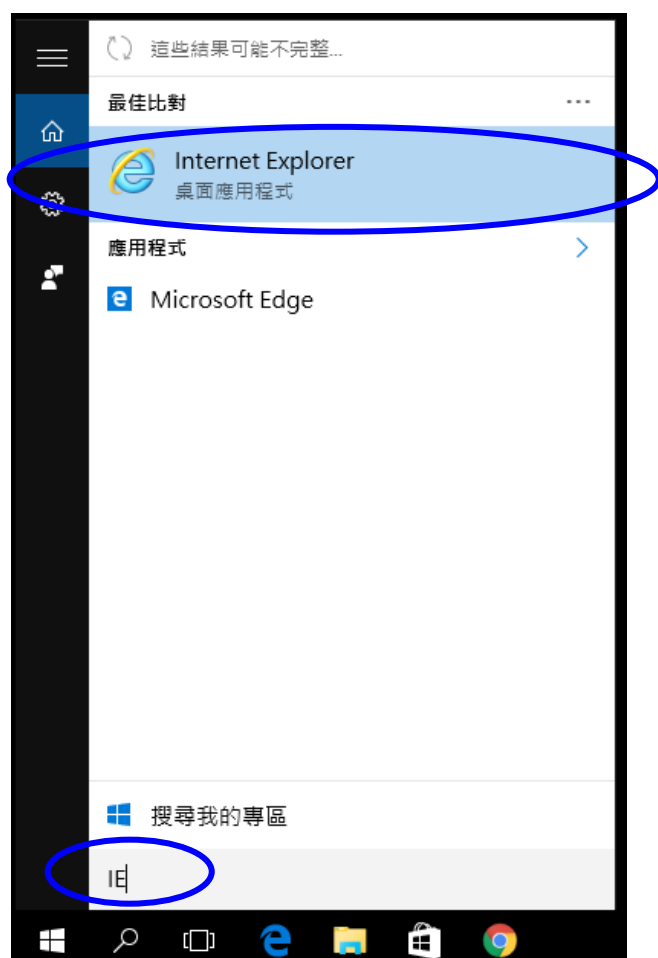 這些結果可能不完整...
最佳比對
Internet Explorer
桌面應用程式
應用程式
Microsoft Edge
搜尋我的專區
IE